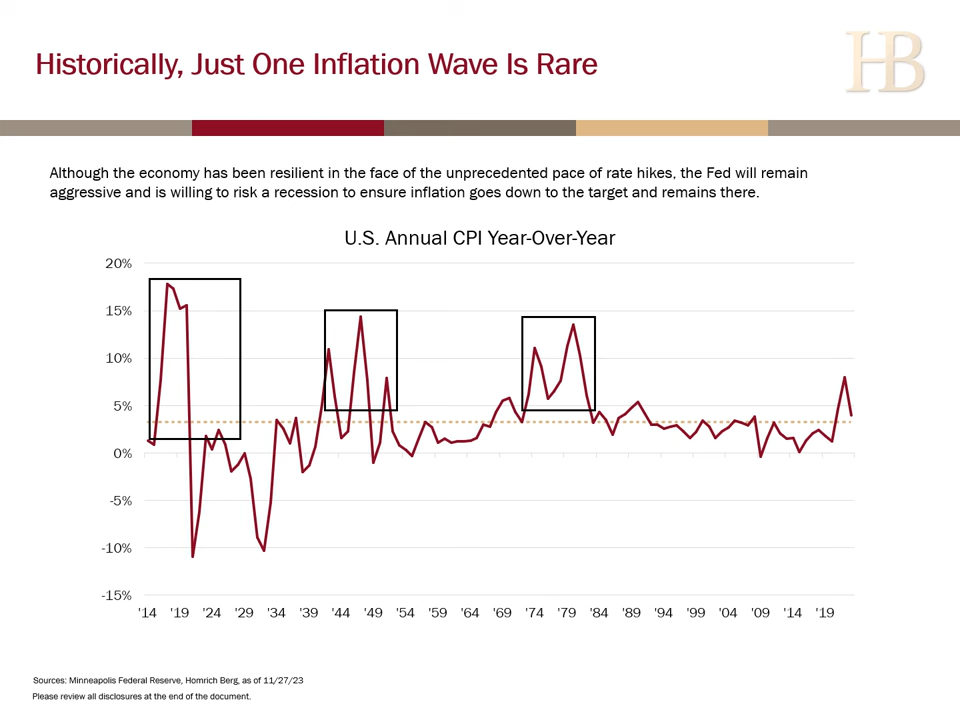 Historically, Just One Inflation Wave Is Rare
HB
Although the economy has been resilient in the face of the unprecedented pace of rate hikes, the Fed will remain
aggressive and is willing to risk a recession to ensure inflation goes down to the target and remains there.
U.S. Annual CPI Year-Over-Year
20%
15%
10%
5%
0%
-5%
-10%
-15%
'14 '19 '24 '29 '34 '39 '44 '49 '54 '59 '64 '69 '74 '79 '84 '89 '94 '99 '04 '09 '14 '19
Sources: Minneapolis Federal Reserve, Homrich Berg, as of 11/27/23
Please review all disclosures at the end of the document.